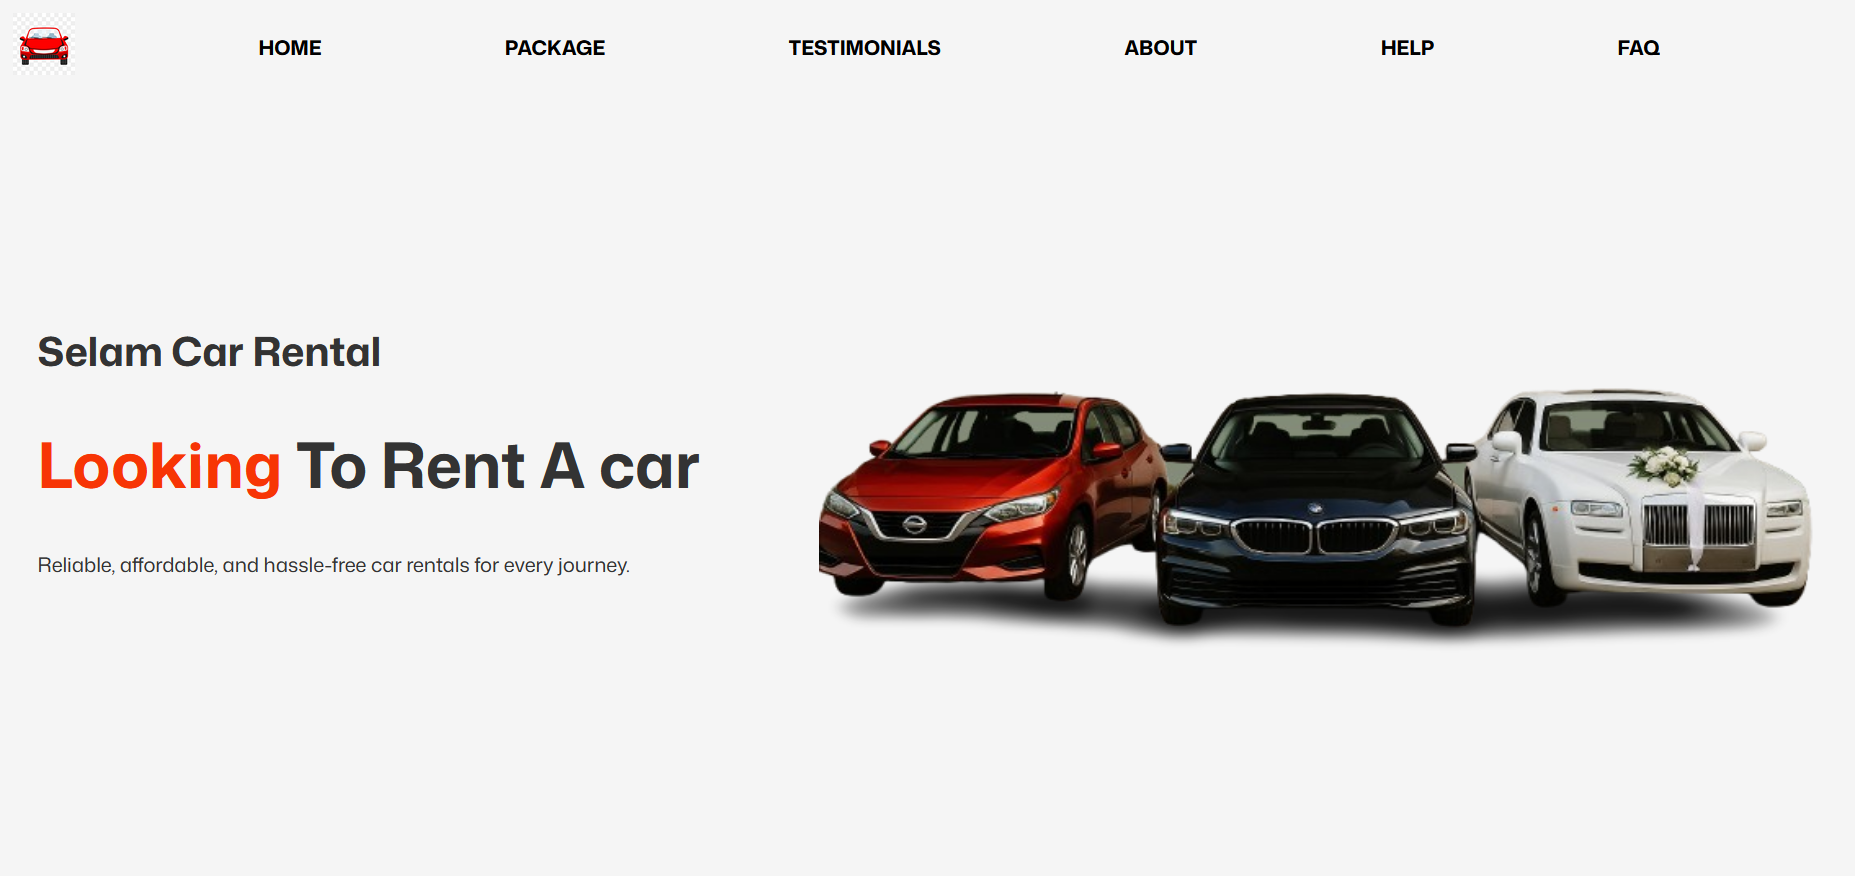 HOME PACKAGE TESTIMONIALS ABOUT HELP FAQ
Selam Car Rental
Looking To Rent A car
Reliable, affordable, and hassle-free car rentals for every journey.